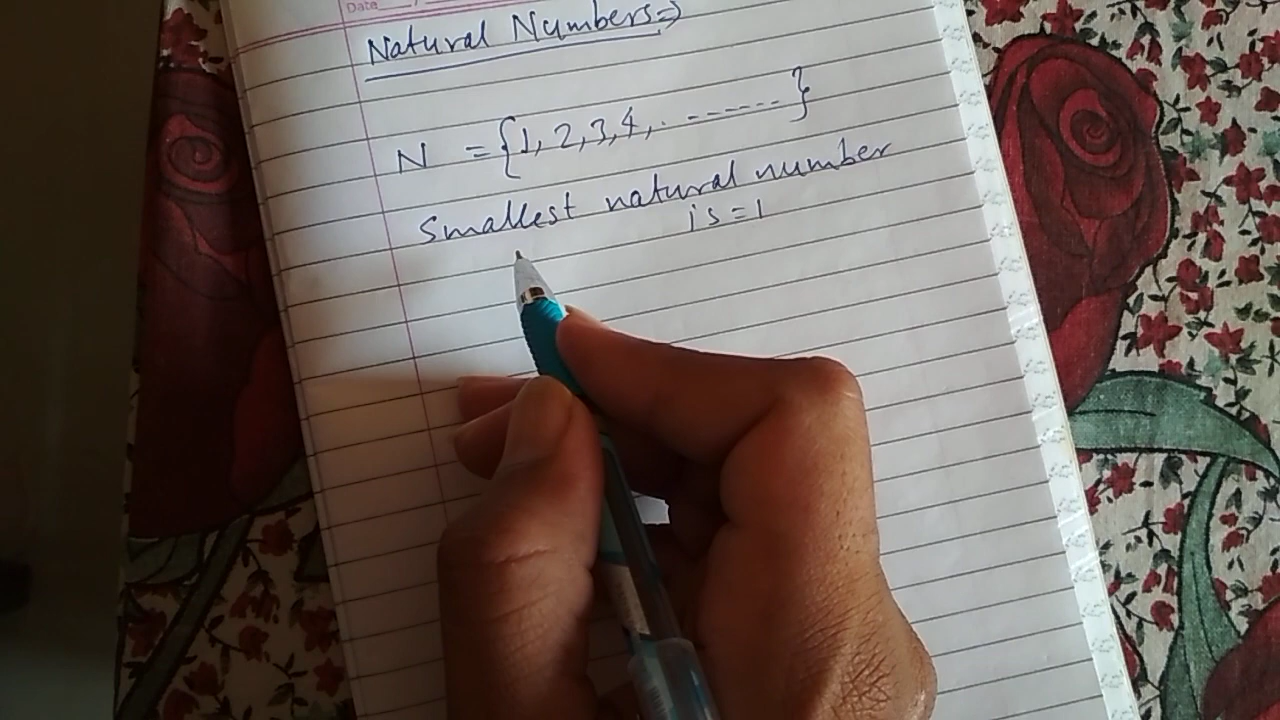 Date
Natural Numbers⇒
N = {1, 2, 3, 4, . ------ }
Smallest natural number
is = 1